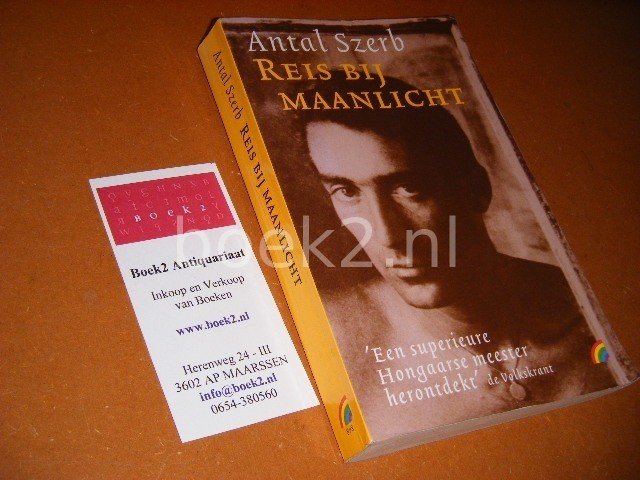 Antal Szerb
REIS BIJ
MAANLICHT
'Een superieure
Hongaarse meester
herontdekt' de Volkskrant
Antal Szerb REIS BIJ MAANLICHT
BOEK2
Boek2 Antiquariaat
Inkoop en Verkoop
van Boeken
www.boek2.nl
Herenweg 24 - III
3602 AP MAARSSEN
info@boek2.nl
0654-380560
boek2.nl